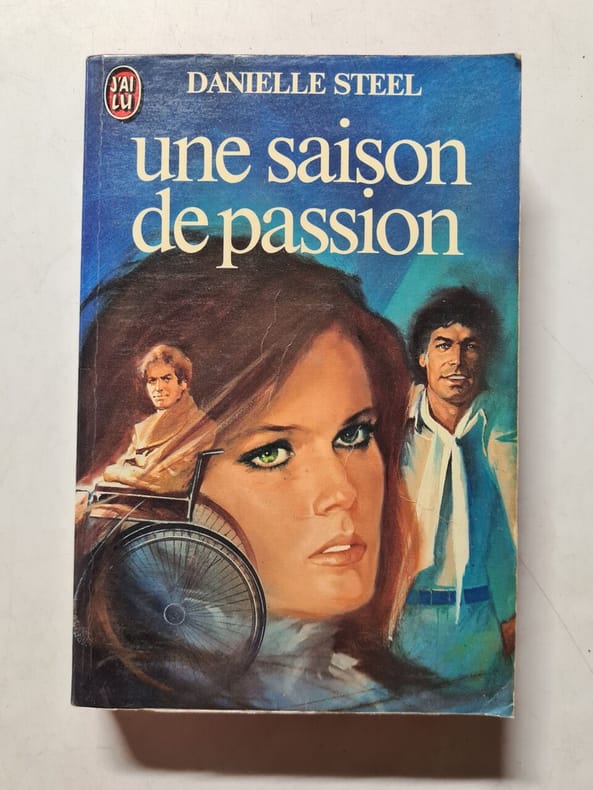 J'AI
LU
DANIELLE STEEL
une saison
de passion